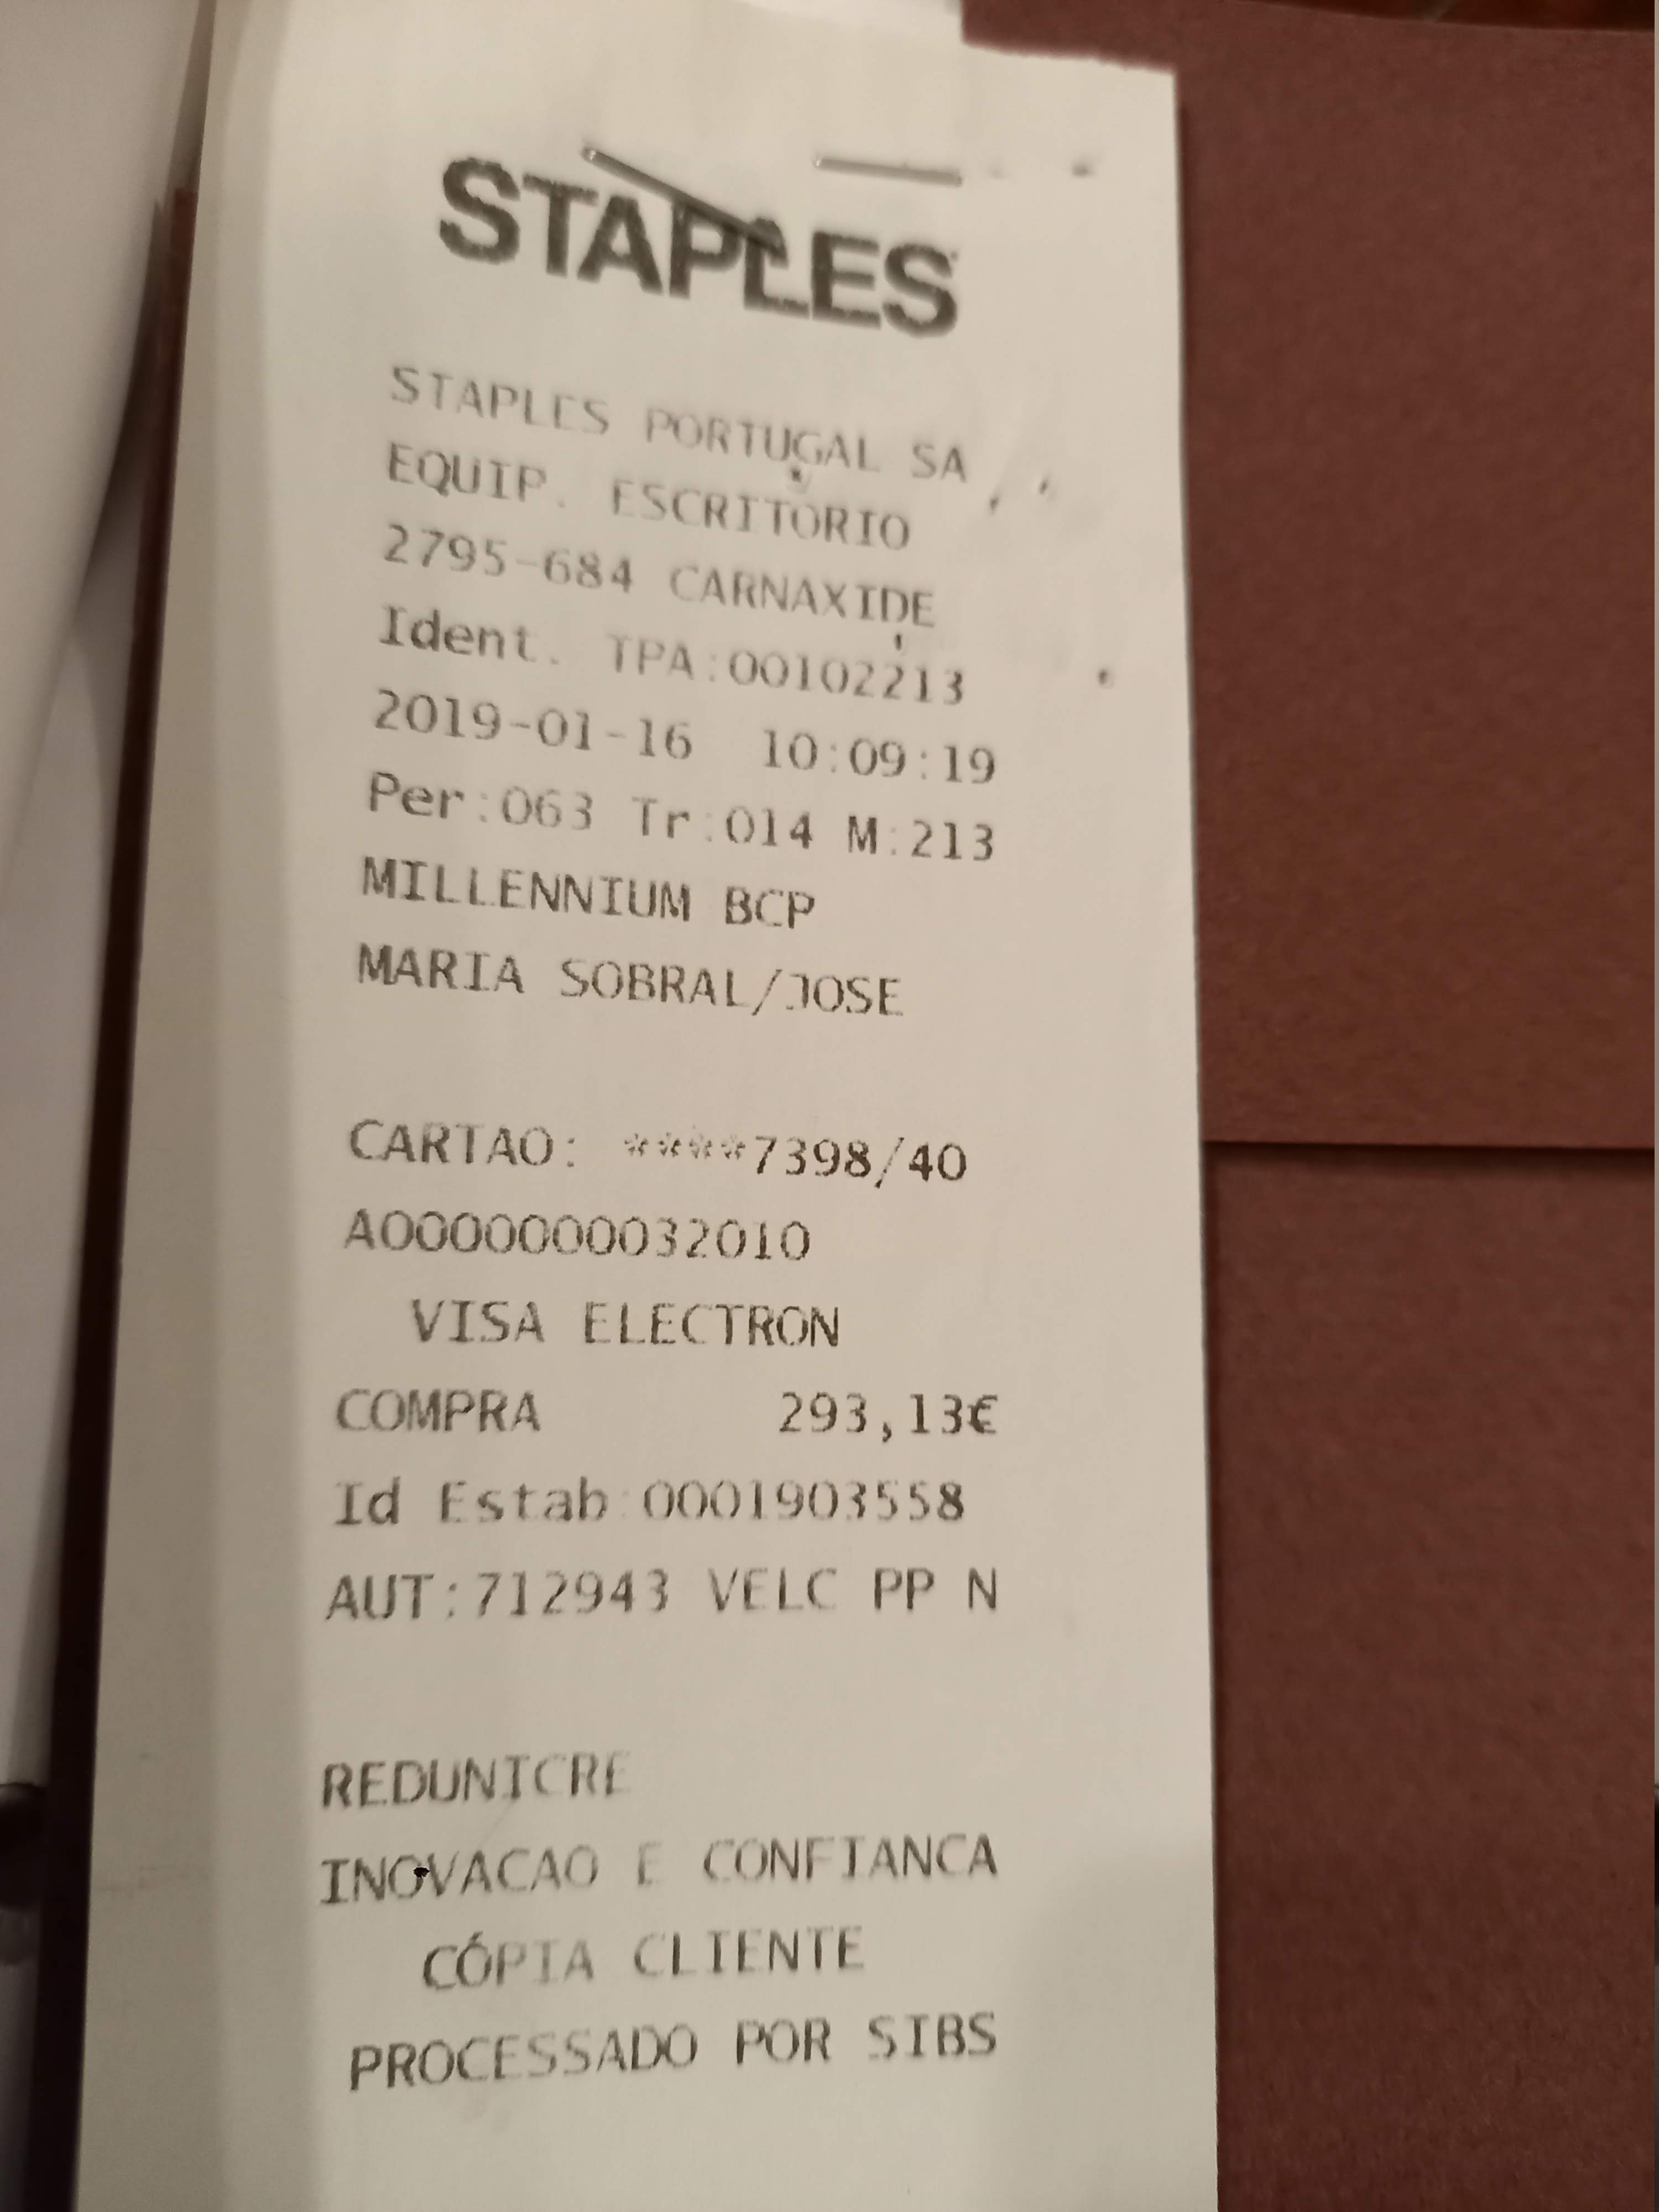 STAPLES
STAPLES PORTUGAL SA
EQUIP. ESCRITORIO
2795-684 CARNAXIDE
Ident. TPA:00102213
2019-01-16 10:09:19
Per:063 Tr:014 M:213
MILLENNIUM BCP
MARIA SOBRAL/JOSE
CARTAO: ****7398/40
A0000000032010
VISA ELECTRON
COMPRA 293,13€
Id Estab:0001903558
AUT:712943 VELC PP N
REDUNICRE
INOVACAO E CONFIANCA
CÓPIA CLIENTE
PROCESSADO POR SIBS